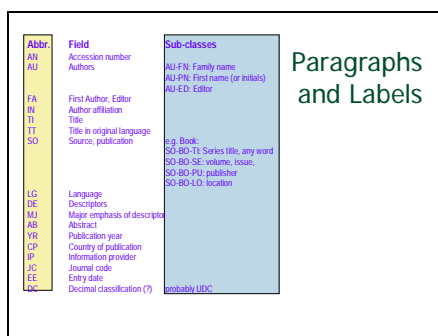 Paragraphs
and Labels
Abbr. Field Sub-classes
AN Accession number
AU Authors AU-FN: Family name
AU-PN: First name (or initials)
AU-ED: Editor
FA First Author, Editor
IN Author affiliation
TI Title
TT Title in original language
SO Source, publication e.g. Book:
SO-BO-TI: Series title, any word
SO-BO-SE: volume, issue,
SO-BO-PU: publisher
SO-BO-LO: location
LG Language
DE Descriptors
MJ Major emphasis of descriptor
AB Abstract
YR Publication year
CP Country of publication
IP Information provider
JC Journal code
EE Entry date
DC Decimal classification (?) probably UDC